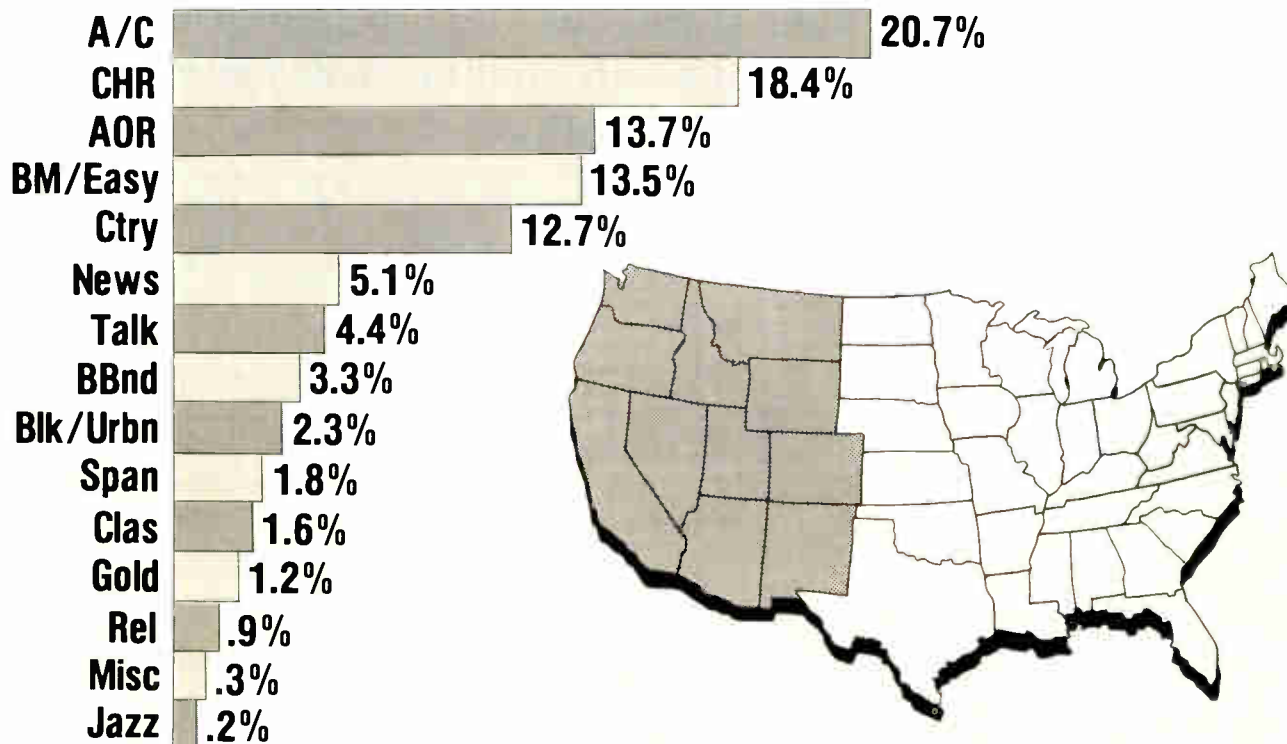 A/C 20.7%
CHR 18.4%
AOR 13.7%
BM/Easy 13.5%
Ctry 12.7%
News 5.1%
Talk 4.4%
BBnd 3.3%
Blk/Urbn 2.3%
Span 1.8%
Clas 1.6%
Gold 1.2%
Rel .9%
Misc .3%
Jazz .2%